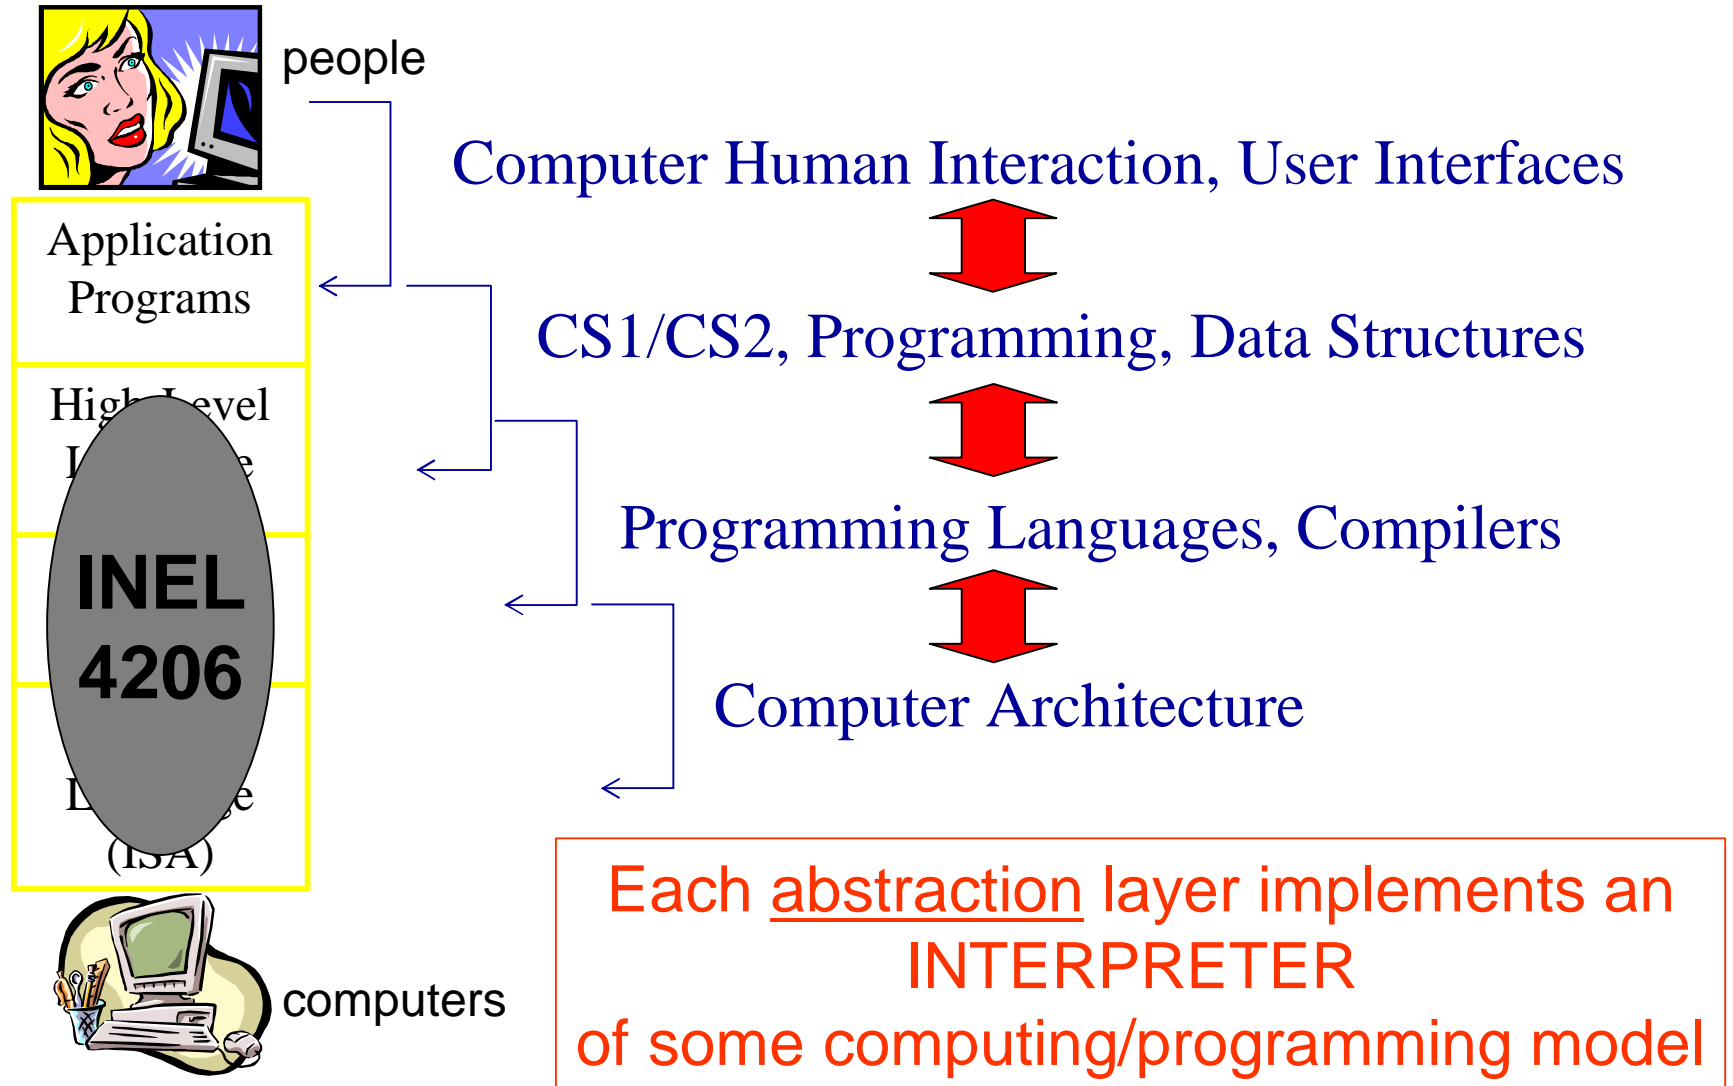 people
Computer Human Interaction, User Interfaces
Application
Programs
CS1/CS2, Programming, Data Structures
Programming Languages, Compilers
INEL
4206
Computer Architecture
(ISA)
Each abstraction layer implements an
INTERPRETER
of some computing/programming model
computers